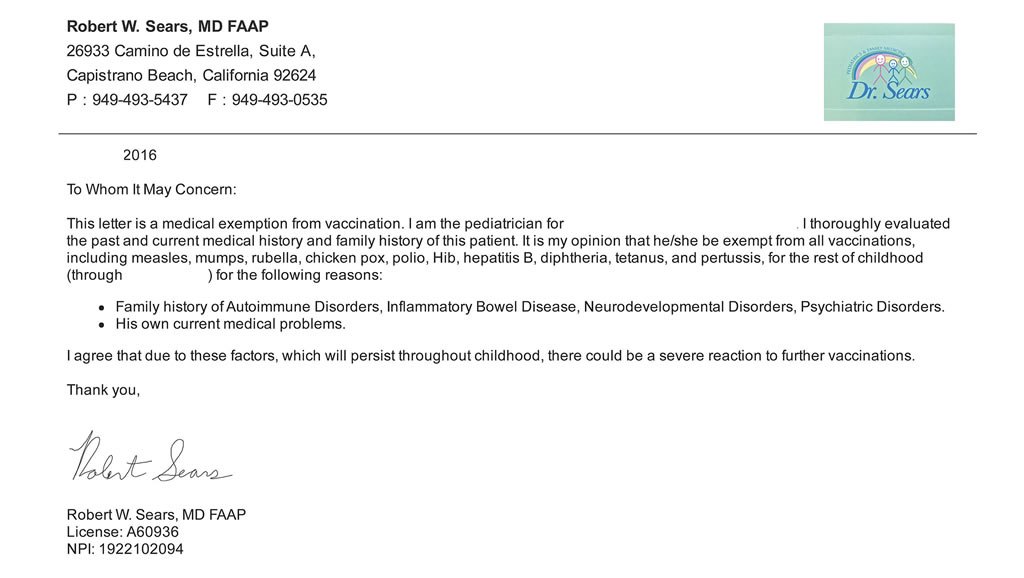 Robert W. Sears, MD FAAP
26933 Camino de Estrella, Suite A,
Capistrano Beach, California 92624
P : 949-493-5437 F : 949-493-0535
PEDIATRICS & FAMILY MEDICINE
Dr. Sears
2016
To Whom It May Concern:
This letter is a medical exemption from vaccination. I am the pediatrician for . I thoroughly evaluated
the past and current medical history and family history of this patient. It is my opinion that he/she be exempt from all vaccinations,
including measles, mumps, rubella, chicken pox, polio, Hib, hepatitis B, diphtheria, tetanus, and pertussis, for the rest of childhood
(through ) for the following reasons:
• Family history of Autoimmune Disorders, Inflammatory Bowel Disease, Neurodevelopmental Disorders, Psychiatric Disorders.
• His own current medical problems.
I agree that due to these factors, which will persist throughout childhood, there could be a severe reaction to further vaccinations.
Thank you,
Robert Sears
Robert W. Sears, MD FAAP
License: A60936
NPI: 1922102094